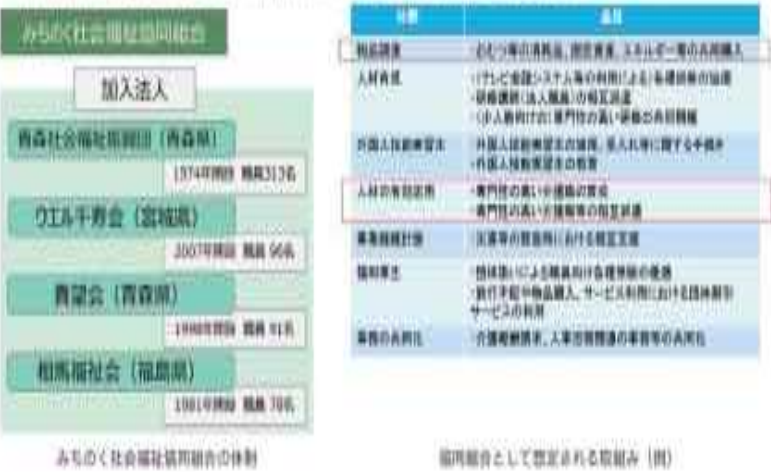 みちのく社会福祉協同組合
加入法人
青森社会福祉振興団（青森県）
1974年開設 職員313名
ウエル千寿会（宮城県）
2007年開設 職員 96名
青望会（青森県）
1998年開設 職員 41名
相馬福祉会（福島県）
1981年開設 職員 78名
みちのく社会福祉協同組合の体制
分野
物品調達
・おむつ等の消耗品、固定資産、エネルギー等の共同購入
人材育成
・(テレビ会議システム等の利用による)各種研修の
・研修講師(法人職員)の相互派遣
・(少人数向けの)専門性の高い研修の共同開催
外国人技能実習生
・外国人技能実習生の 、受入れ等に関する手続き
・外国人技能実習生の教育
人材の有効活用
・専門性の高い介護職の育成
・専門性の高い介護職等の相互派遣
事業継続計画
・災害等の緊急時における相互支援
福利厚生
・団体扱いによる職員向け各種保険の優遇
・旅行手配や物品購入、サービス利用における団体割引
サービスの利用
事務の共同化
・介護報酬請求、人事労務関連の事務等の共同化
協同組合として想定される取組み（例）